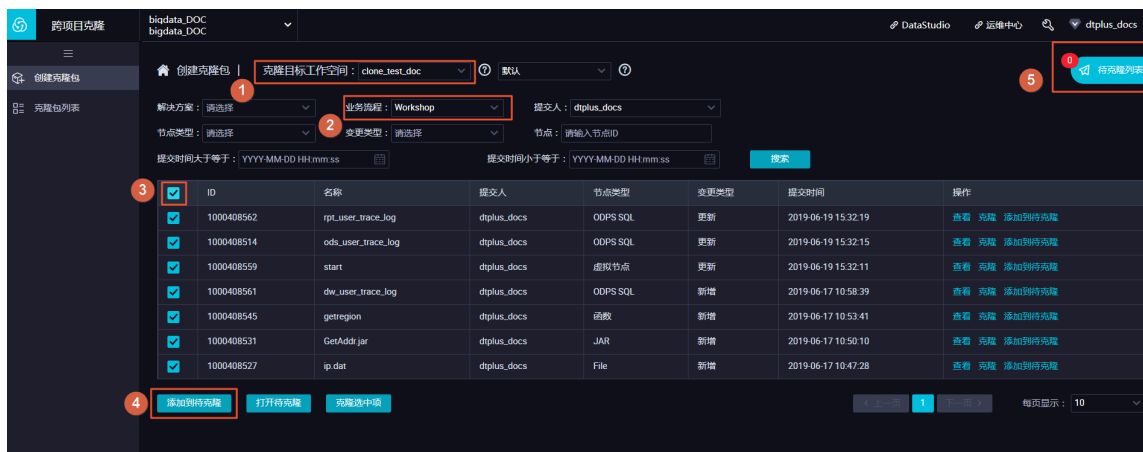 跨项目克隆
bigdata_DOC
bigdata_DOC
DataStudio
运维中心
dtplus_docs
创建克隆包
克隆包列表
创建克隆包 | 克隆目标工作空间：clone_test_doc 默认
1
0 待克隆列表
5
解决方案：请选择 业务流程：Workshop 提交人：dtplus_docs
2
节点类型：请选择 变更类型：请选择 节点：请输入节点ID
提交时间大于等于：YYYY-MM-DD HH:mm:ss 提交时间小于等于：YYYY-MM-DD HH:mm:ss 搜索
3 ID 名称 提交人 节点类型 变更类型 提交时间 操作
1000408562 rpt_user_trace_log dtplus_docs ODPS SQL 更新 2019-06-19 15:32:19 查看 克隆 添加到待克隆
1000408514 ods_user_trace_log dtplus_docs ODPS SQL 更新 2019-06-19 15:32:15 查看 克隆 添加到待克隆
1000408559 start dtplus_docs 虚拟节点 更新 2019-06-19 15:32:11 查看 克隆 添加到待克隆
1000408561 dw_user_trace_log dtplus_docs ODPS SQL 新增 2019-06-17 10:58:39 查看 克隆 添加到待克隆
1000408545 getregion dtplus_docs 函数 新增 2019-06-17 10:53:41 查看 克隆 添加到待克隆
1000408531 GetAddr.jar dtplus_docs JAR 新增 2019-06-17 10:50:10 查看 克隆 添加到待克隆
1000408527 ip.dat dtplus_docs File 新增 2019-06-17 10:47:28 查看 克隆 添加到待克隆
4 添加到待克隆 打开待克隆 克隆选中项 < 上一页 1 下一页 > 每页显示：10